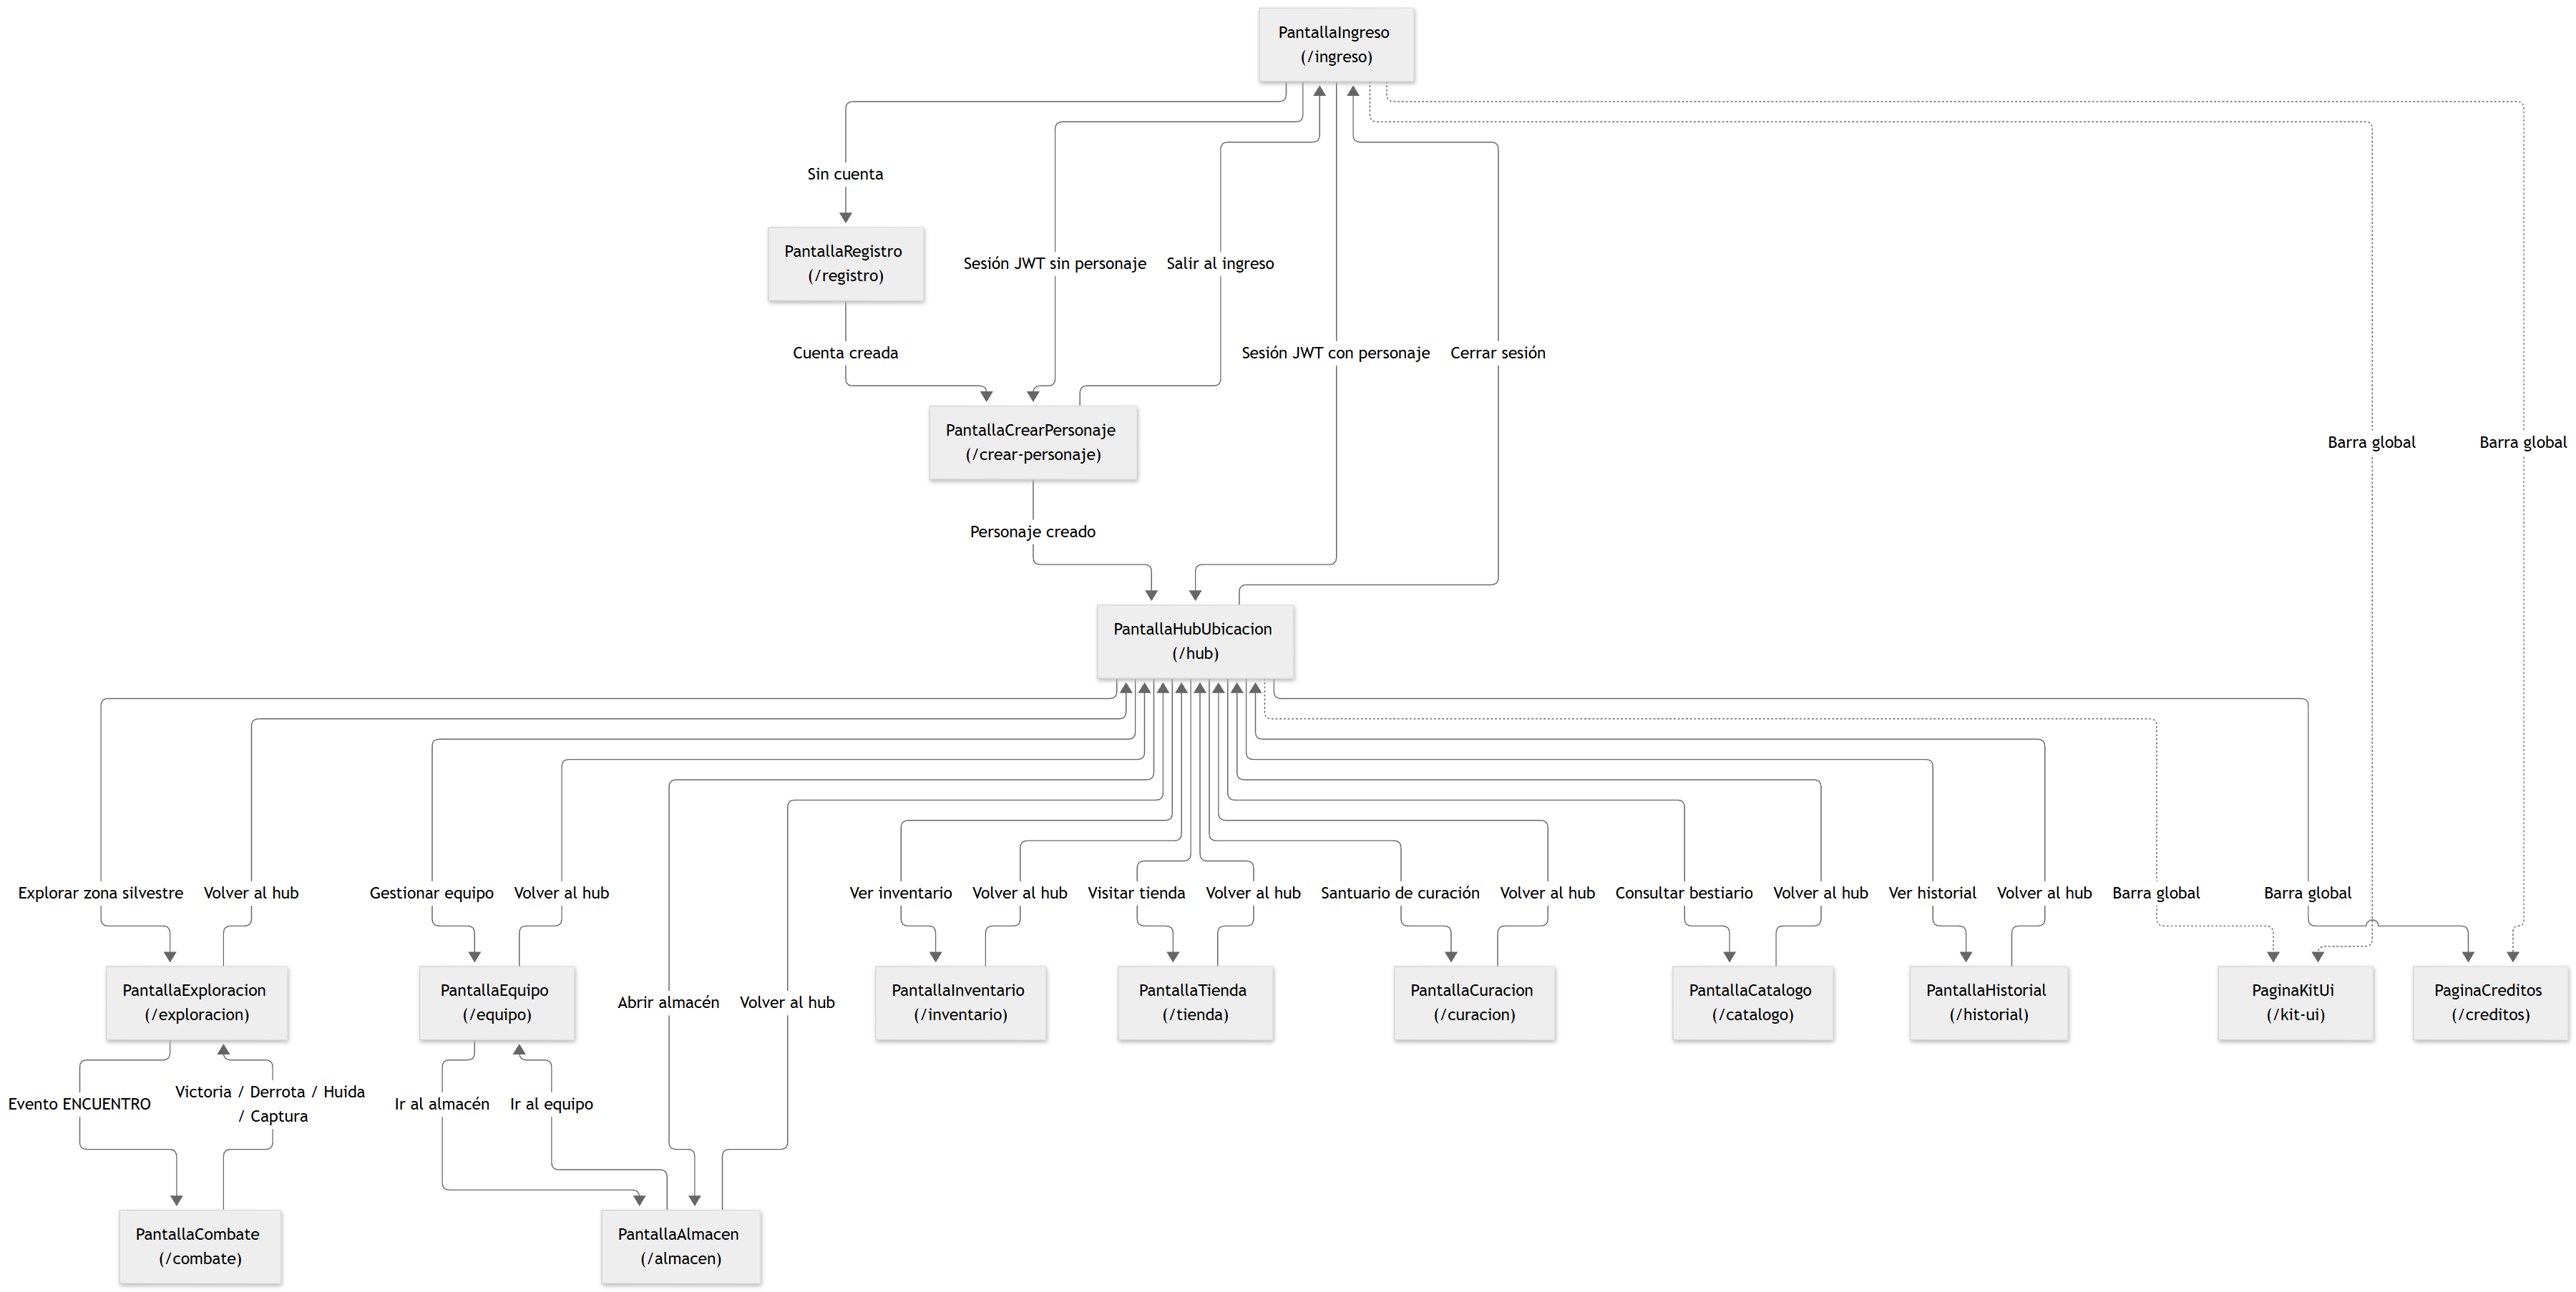 PantallaIngreso
(/ingreso)
Sin cuenta
PantallaRegistro
(/registro)
Sesión JWT sin personaje
Salir al ingreso
Cuenta creada
Sesión JWT con personaje
Cerrar sesión
PantallaCrearPersonaje
(/crear-personaje)
Barra global
Barra global
Personaje creado
PantallaHubUbicacion
(/hub)
Explorar zona silvestre
Volver al hub
Gestionar equipo
Volver al hub
Ver inventario
Volver al hub
Visitar tienda
Volver al hub
Santuario de curación
Volver al hub
Consultar bestiario
Volver al hub
Ver historial
Volver al hub
Barra global
Barra global
PantallaExploracion
(/exploracion)
PantallaEquipo
(/equipo)
Abrir almacén
Volver al hub
PantallaInventario
(/inventario)
PantallaTienda
(/tienda)
PantallaCuracion
(/curacion)
PantallaCatalogo
(/catalogo)
PantallaHistorial
(/historial)
PaginaKitUi
(/kit-ui)
PaginaCreditos
(/creditos)
Evento ENCUENTRO
Victoria / Derrota / Huida
/ Captura
Ir al almacén
Ir al equipo
PantallaCombate
(/combate)
PantallaAlmacen
(/almacen)